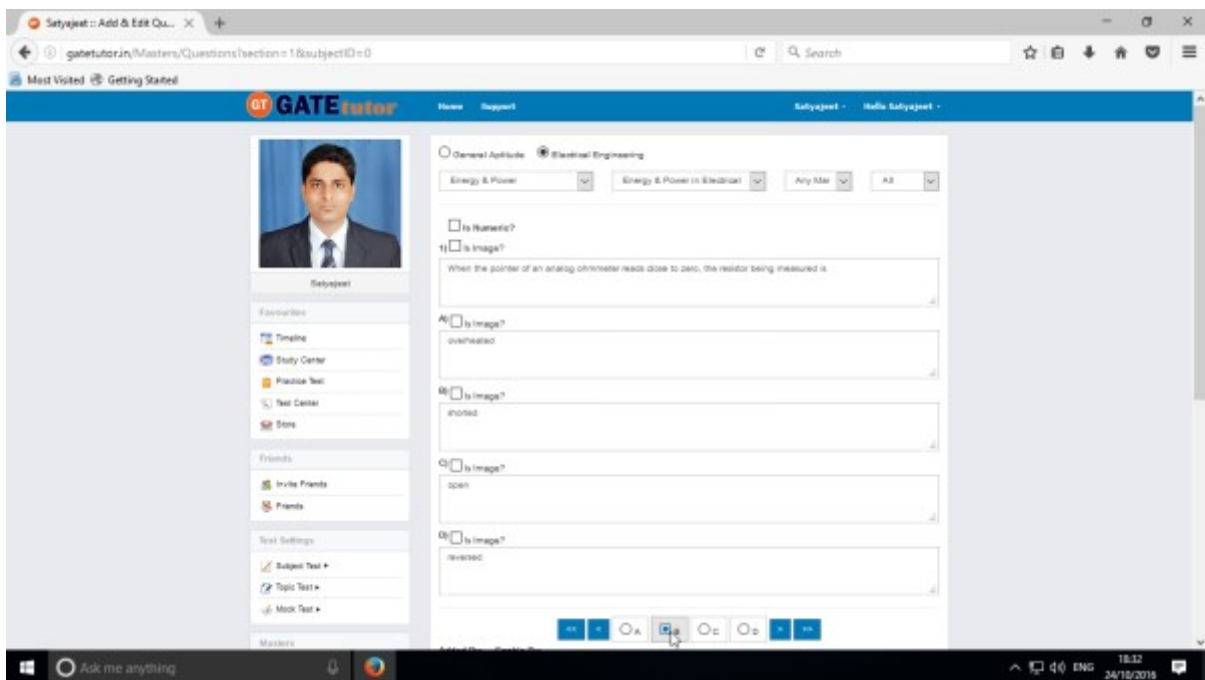 Satyajeet :: Add & Edit Qu...
gatetutor.in/Masters/Questions?section=1&subjectID=0
Search
Most Visited Getting Started
GT GATEtutor Home Support Satyajeet Hello Satyajeet
General Aptitude Electrical Engineering
Energy & Power Energy & Power in Electrical Any Mar All
Is Numeric?
1) Is Image?
When the pointer of an analog ohmmeter reads close to zero, the resistor being measured is
Satyajeet
Favourites
Timeline
Study Center
Practice Test
Test Center
Store
Friends
Invite Friends
Friends
Test Settings
Subject Test
Topic Test
Mock Test
Masters
A) Is Image?
overheated
B) Is Image?
shorted
C) Is Image?
open
D) Is Image?
reversed
<< < A B C D > >>
Ask me anything
ENG
18:32
24/10/2016